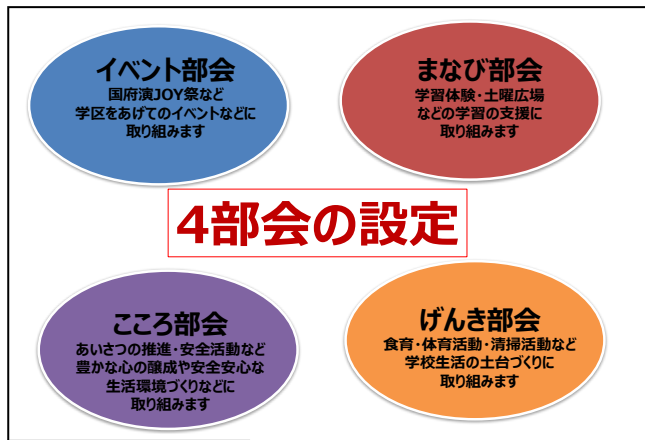 イベント部会
国府演JOY祭など
学区をあげてのイベントなどに
取り組みます
まなび部会
学習体験・土曜広場
などの学習の支援に
取り組みます
4部会の設定
こころ部会
あいさつの推進・安全活動など
豊かな心の醸成や安全安心な
生活環境づくりなどに
取り組みます
げんき部会
食育・体育活動・清掃活動など
学校生活の土台づくりに
取り組みます